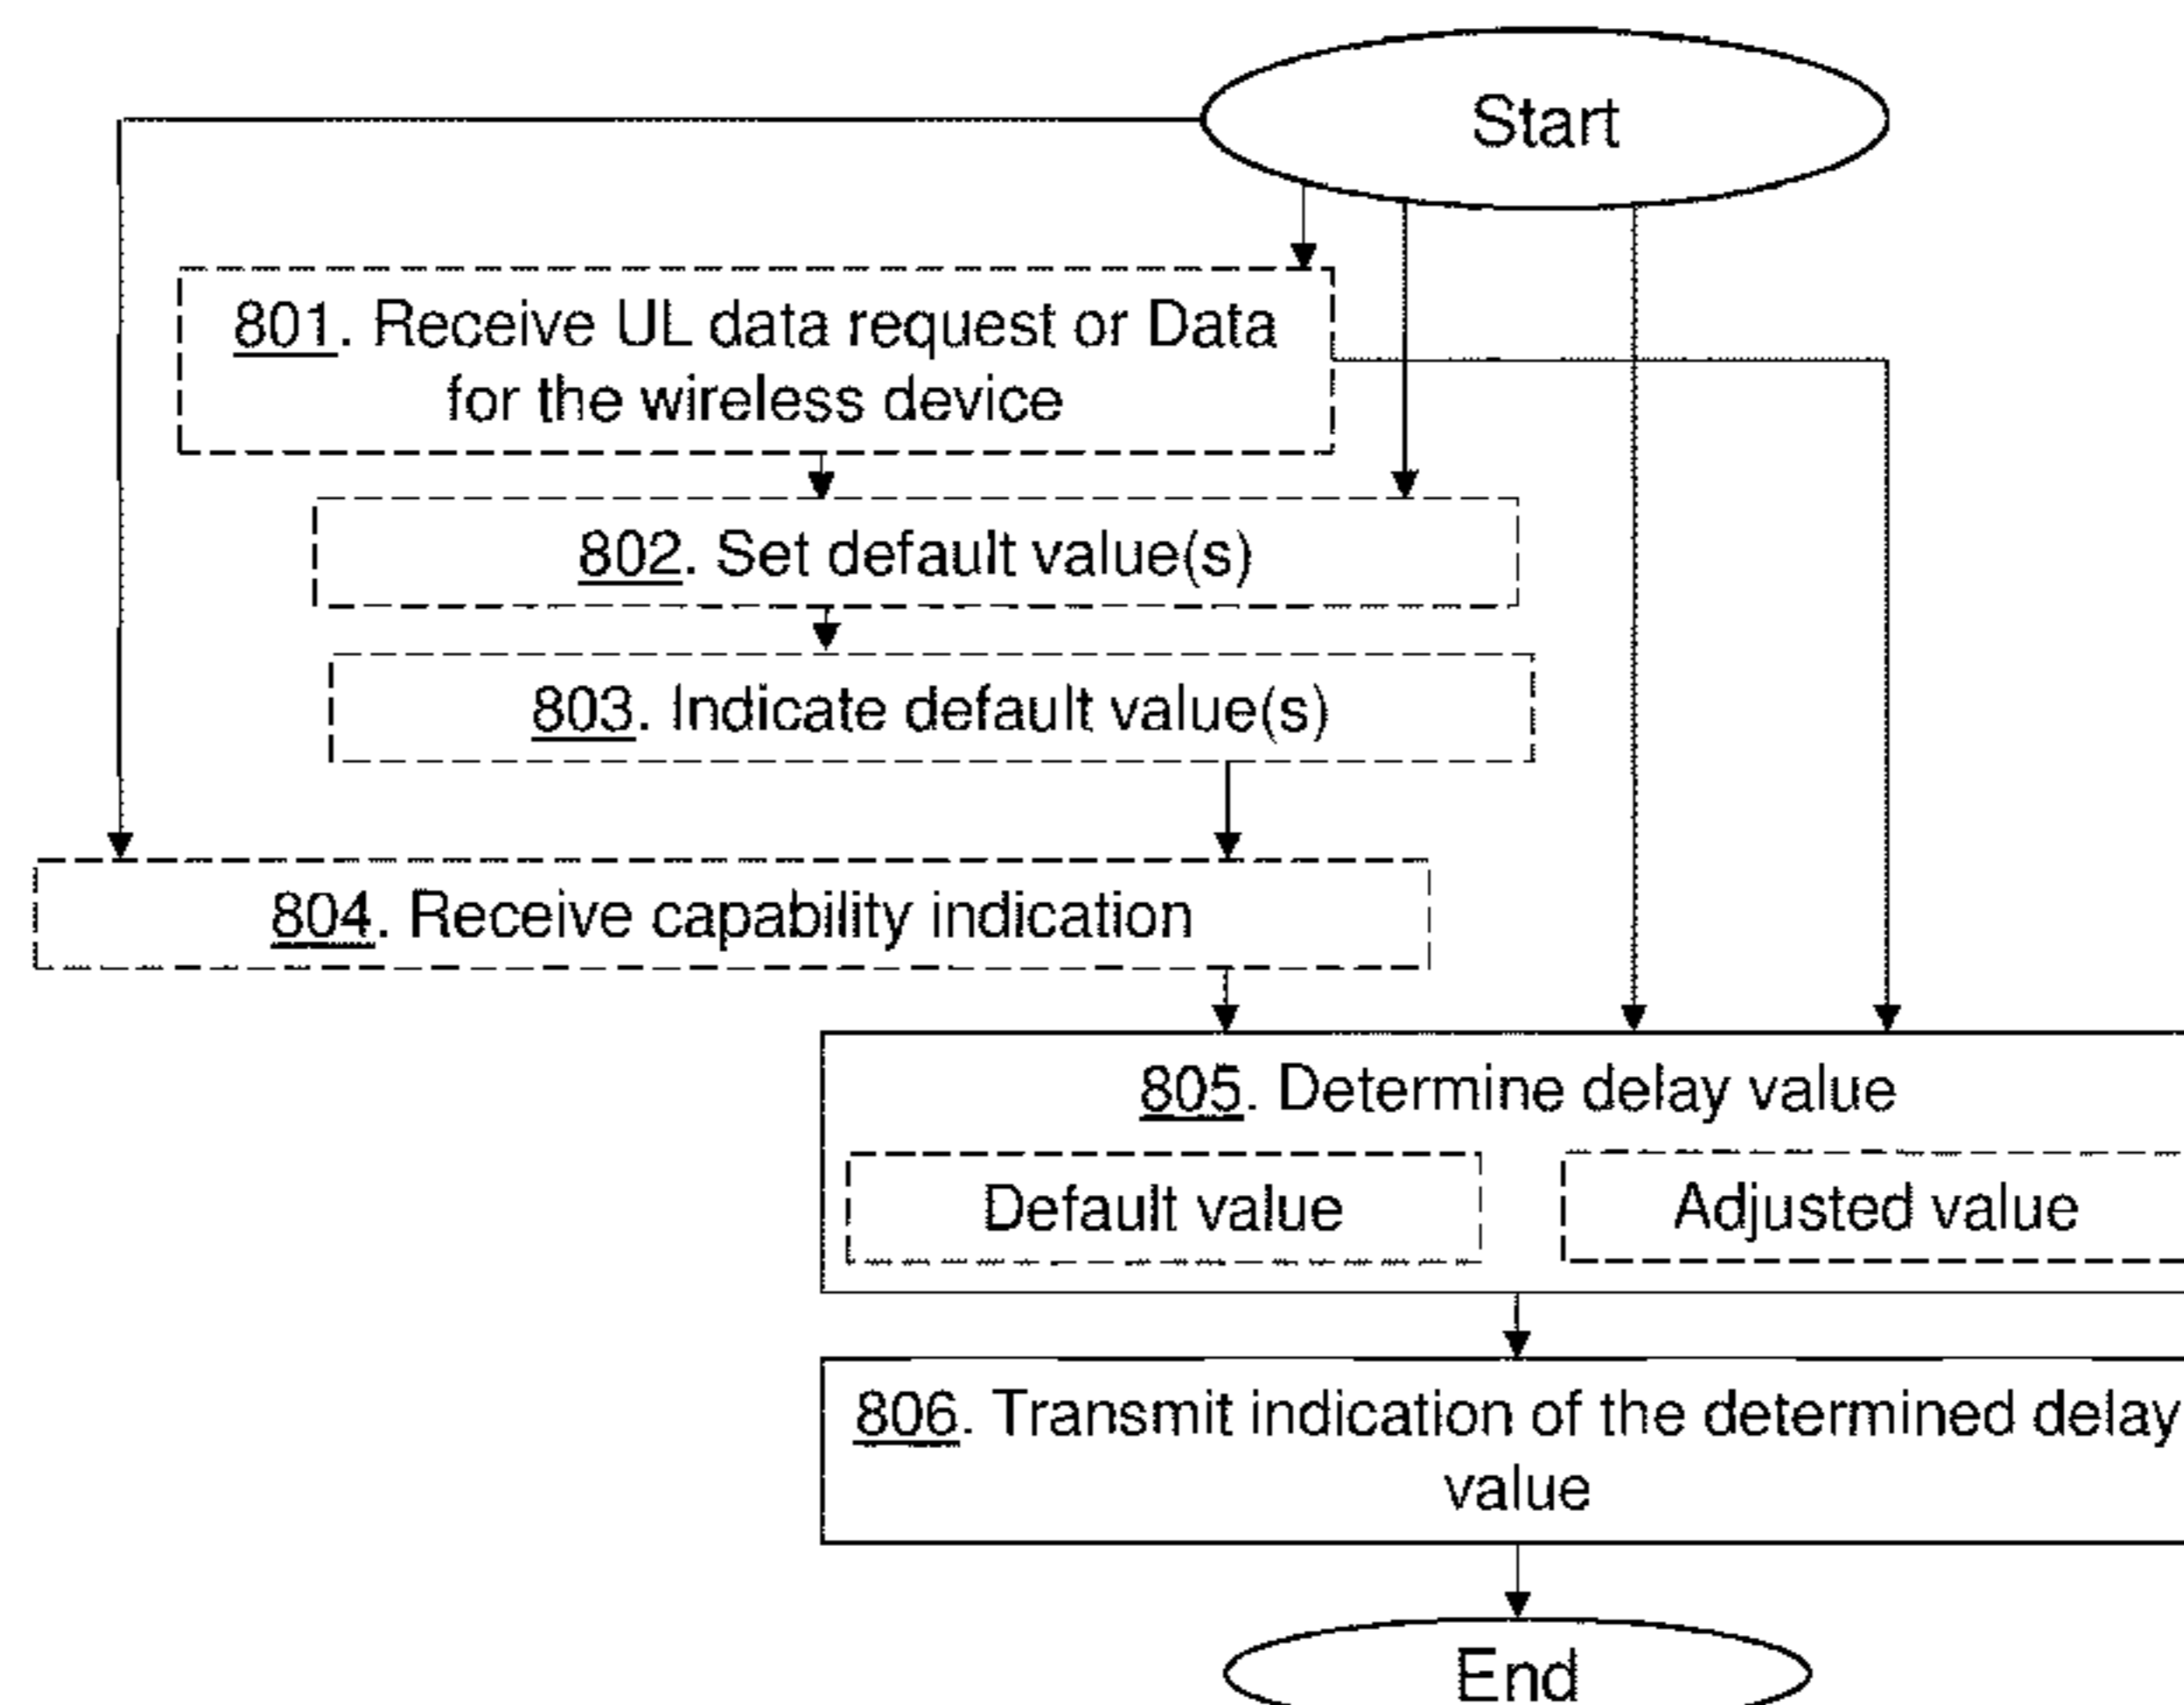 Start
801. Receive UL data request or Data
for the wireless device
802. Set default value(s)
803. Indicate default value(s)
804. Receive capability indication
805. Determine delay value
Default value
Adjusted value
806. Transmit indication of the determined delay
value
End